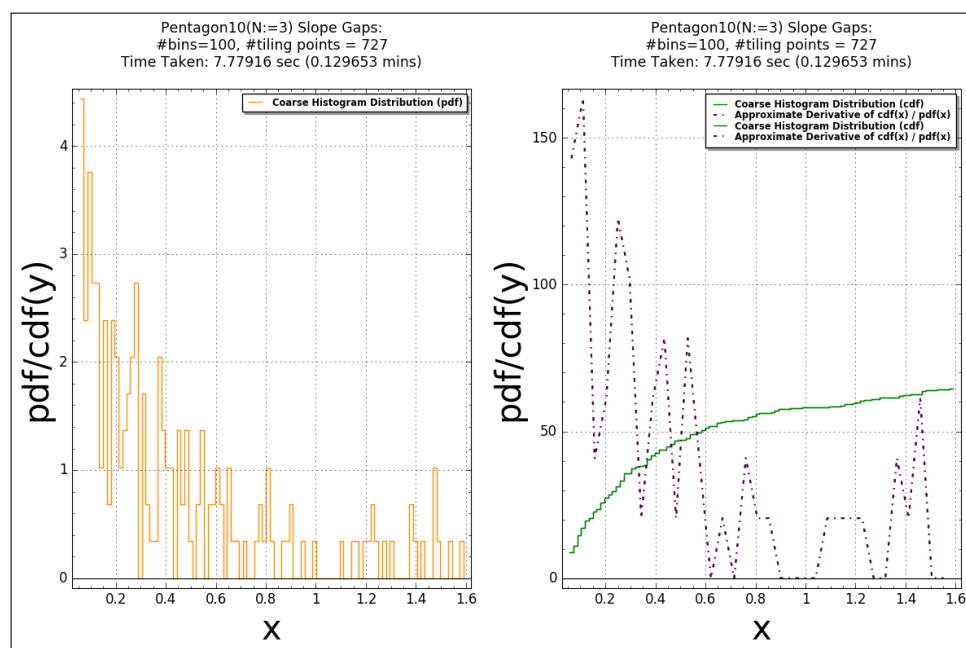 Pentagon10(N:=3) Slope Gaps:
#bins=100, #tiling points = 727
Time Taken: 7.77916 sec (0.129653 mins)
Coarse Histogram Distribution (pdf)
4
3
2
1
0
0.2 0.4 0.6 0.8 1 1.2 1.4 1.6
pdf/cdf(y)
x
Pentagon10(N:=3) Slope Gaps:
#bins=100, #tiling points = 727
Time Taken: 7.77916 sec (0.129653 mins)
Coarse Histogram Distribution (cdf)
Approximate Derivative of cdf(x) / pdf(x)
Coarse Histogram Distribution (cdf)
Approximate Derivative of cdf(x) / pdf(x)
150
100
50
0
0.2 0.4 0.6 0.8 1 1.2 1.4 1.6
pdf/cdf(y)
x